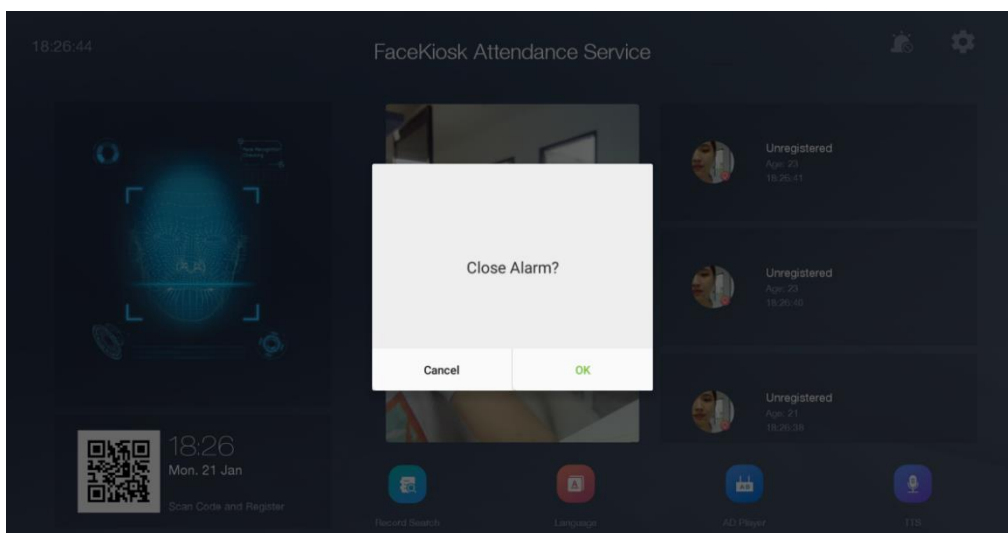 18:26:44
FaceKiosk Attendance Service
Unregistered
Age: 23
18:26:41
Close Alarm?
Cancel
OK
Unregistered
Age: 23
18:26:40
Unregistered
Age: 21
18:26:38
18:26
Mon. 21 Jan
Scan Code and Register
Record Search
Language
AD Player
TTS